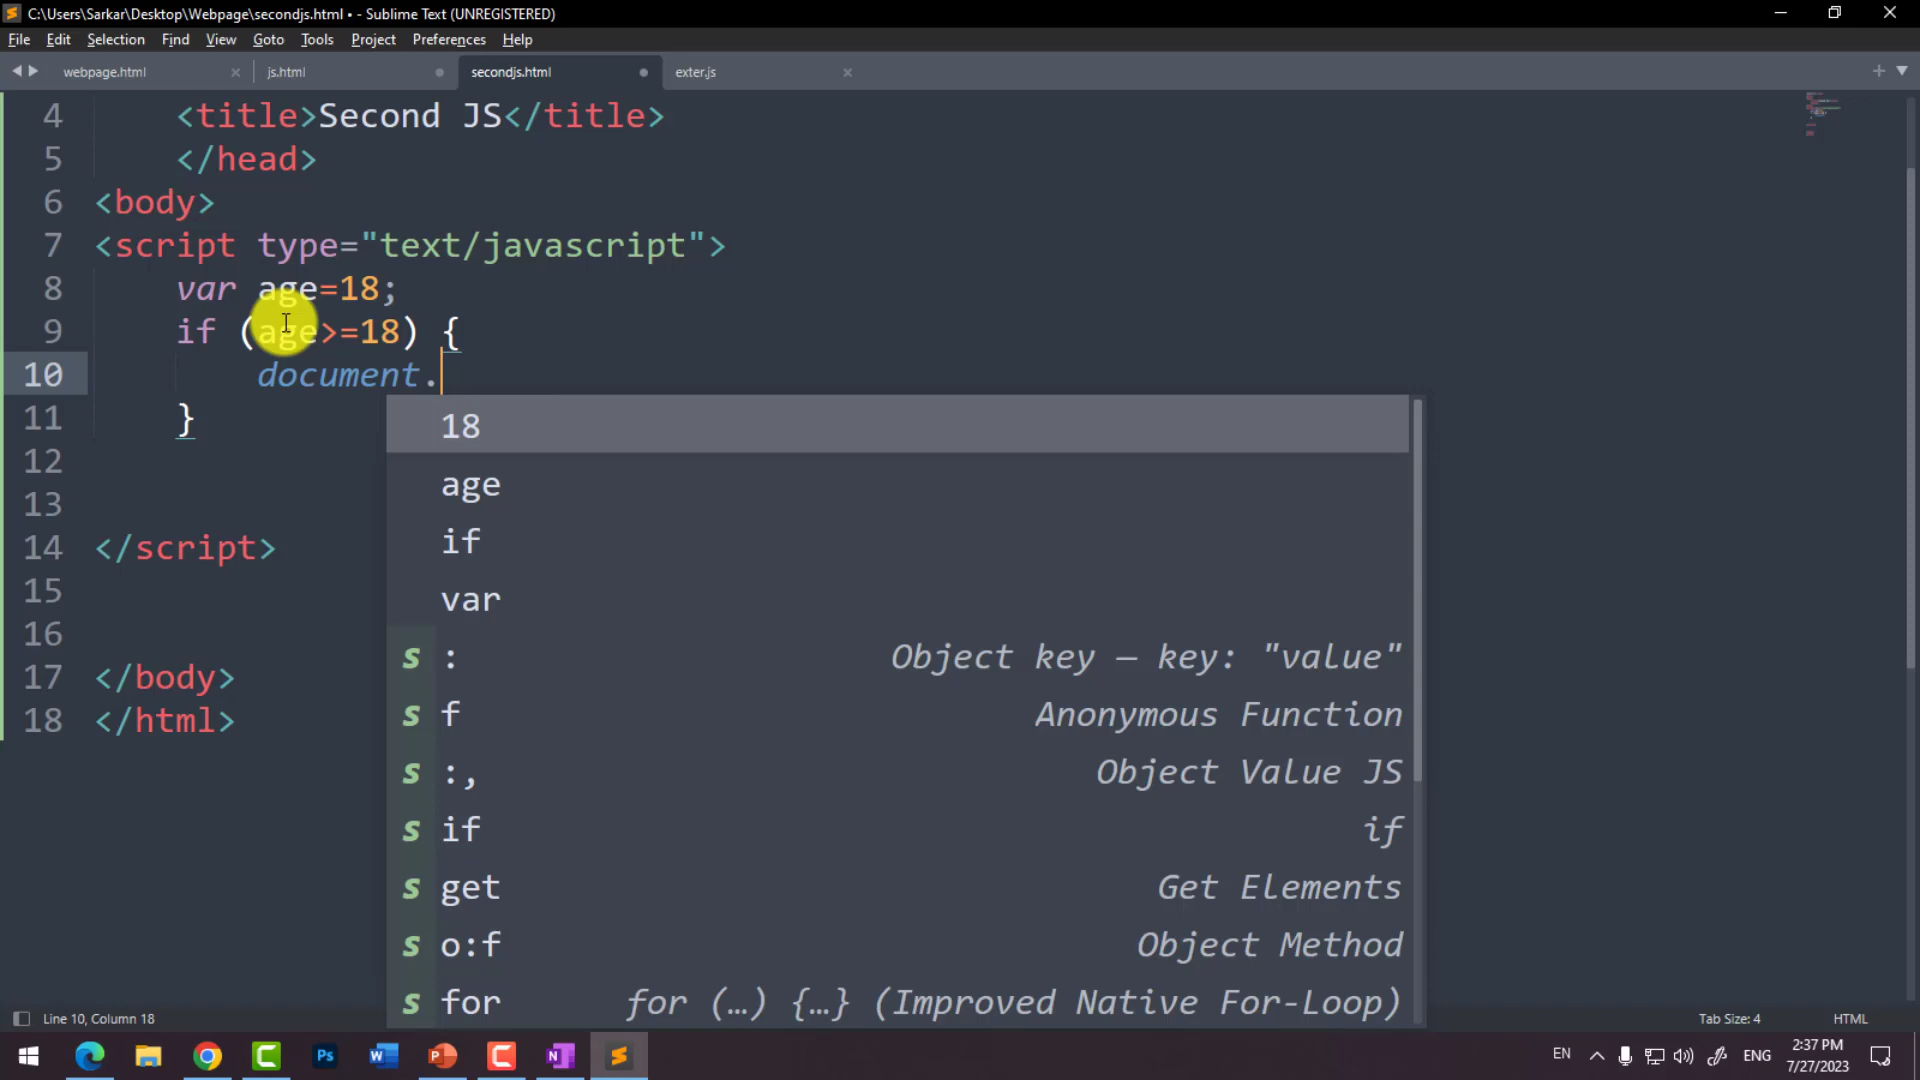 C:\Users\Sarkar\Desktop\Webpage\secondjs.html • - Sublime Text (UNREGISTERED)
File Edit Selection Find View Goto Tools Project Preferences Help
webpage.html js.html secondjs.html exter.js
4 <title>Second JS</title>
5 </head>
6 <body>
7 <script type="text/javascript">
8 var age=18;
9 if (age>=18) {
10 document.
11 }
12
13
14 </script>
15
16
17 </body>
18 </html>
18
age
if
var
s : Object key — key: "value"
s f Anonymous Function
s :, Object Value JS
s if if
s get Get Elements
s o:f Object Method
s for for (…) {…} (Improved Native For-Loop)
Line 10, Column 18 Tab Size: 4 HTML
Ps
EN ENG 2:37 PM
7/27/2023